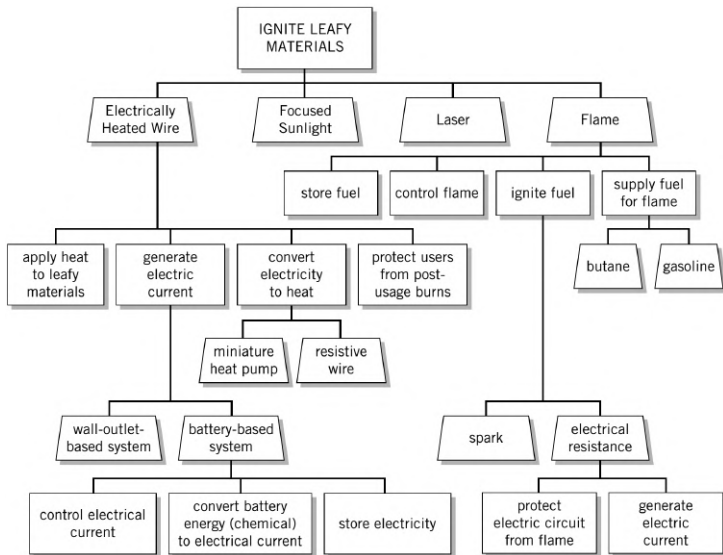 IGNITE LEAFY
MATERIALS
Electrically
Heated Wire
Focused
Sunlight
Laser
Flame
store fuel
control flame
ignite fuel
supply fuel
for flame
apply heat
to leafy
materials
generate
electric
current
convert
electricity
to heat
protect users
from post-
usage burns
butane
gasoline
miniature
heat pump
resistive
wire
wall-outlet-
based system
battery-based
system
spark
electrical
resistance
control electrical
current
convert battery
energy (chemical)
to electrical current
store electricity
protect
electric circuit
from flame
generate
electric
current